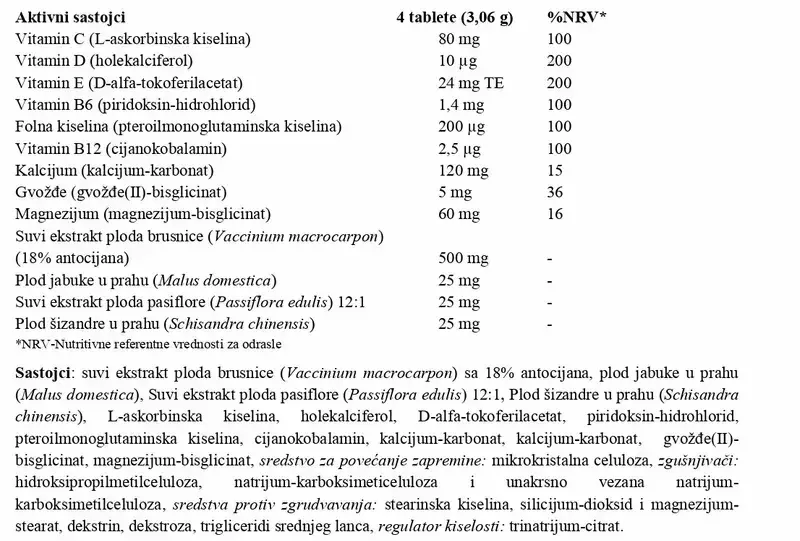 Aktivni sastojci 4 tablete (3,06 g) %NRV*
Vitamin C (L-askorbinska kiselina) 80 mg 100
Vitamin D (holekalciferol) 10 µg 200
Vitamin E (D-alfa-tokoferilacetat) 24 mg TE 200
Vitamin B6 (piridoksin-hidrohlorid) 1,4 mg 100
Folna kiselina (pteroilmonoglutaminska kiselina) 200 µg 100
Vitamin B12 (cijanokobalamin) 2,5 µg 100
Kalcijum (kalcijum-karbonat) 120 mg 15
Gvožđe (gvožđe(II)-bisglicinat) 5 mg 36
Magnezijum (magnezijum-bisglicinat) 60 mg 16
Suvi ekstrakt ploda brusnice (Vaccinium macrocarpon)
(18% antocijana) 500 mg -
Plod jabuke u prahu (Malus domestica) 25 mg -
Suvi ekstrakt ploda pasiflore (Passiflora edulis) 12:1 25 mg -
Plod šizandre u prahu (Schisandra chinensis) 25 mg -
*NRV-Nutritivne referentne vrednosti za odrasle
Sastojci: suvi ekstrakt ploda brusnice (Vaccinium macrocarpon) sa 18% antocijana, plod jabuke u prahu
(Malus domestica), Suvi ekstrakt ploda pasiflore (Passiflora edulis) 12:1, Plod šizandre u prahu (Schisandra
chinensis), L-askorbinska kiselina, holekalciferol, D-alfa-tokoferilacetat, piridoksin-hidrohlorid,
pteroilmonoglutaminska kiselina, cijanokobalamin, kalcijum-karbonat, kalcijum-karbonat, gvožđe(II)-
bisglicinat, magnezijum-bisglicinat, sredstvo za povećanje zapremine: mikrokristalna celuloza, zgušnjivači:
hidroksipropilmetilceluloza, natrijum-karboksimeticeluloza i unakrsno vezana natrijum-
karboksimetilceluloza, sredstva protiv zgrudvavanja: stearinska kiselina, silicijum-dioksid i magnezijum-
stearat, dekstrin, dekstroza, trigliceridi srednjeg lanca, regulator kiselosti: trinatrijum-citrat.